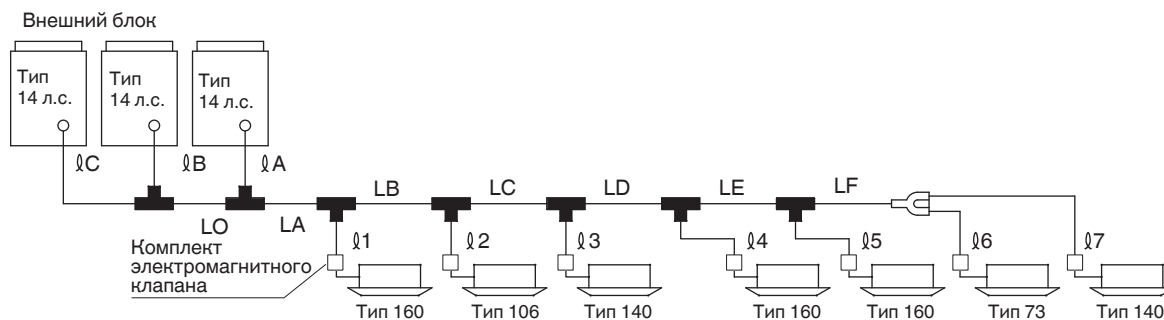 Внешний блок
Тип
14 л.с.
Тип
14 л.с.
Тип
14 л.с.
ℓC
ℓB
ℓA
LB
LC
LD
LE
LF
LO
LA
Комплект
электромагнитного
клапана
ℓ1
ℓ2
ℓ3
ℓ4
ℓ5
ℓ6
ℓ7
Тип 160
Тип 106
Тип 140
Тип 160
Тип 160
Тип 73
Тип 140